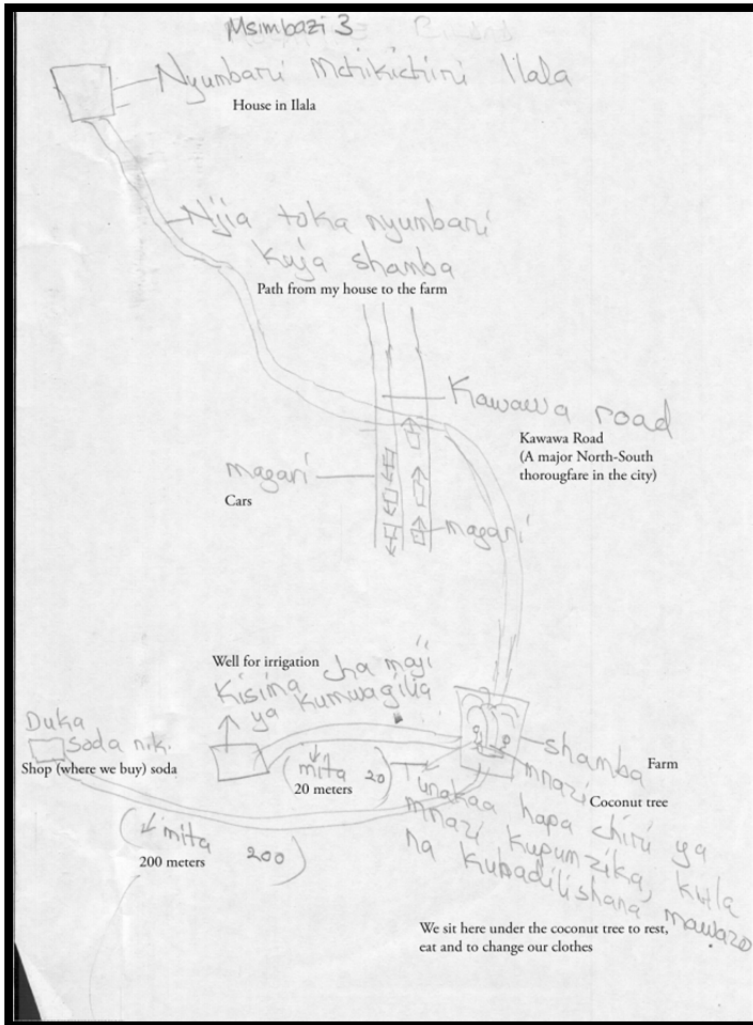 Msimbazi 3
Nyumbani Mchikichini Ilala
House in Ilala
Njia toka nyumbani
kuja shamba
Path from my house to the farm
Kawawa road
Kawawa Road
(A major North-South
thorougfare in the city)
magari
Cars
magari
Well for irrigation
Kisima cha maji
ya kumwagilia
Duka
Soda n.k.
Shop (where we buy) soda
(mita 20)
20 meters
shamba
Farm
mnazi
Coconut tree
Tunakaa hapa chini ya
mnazi kupumzika, kula
na kubadilishana mawazo
(mita 200)
200 meters
We sit here under the coconut tree to rest,
eat and to change our clothes